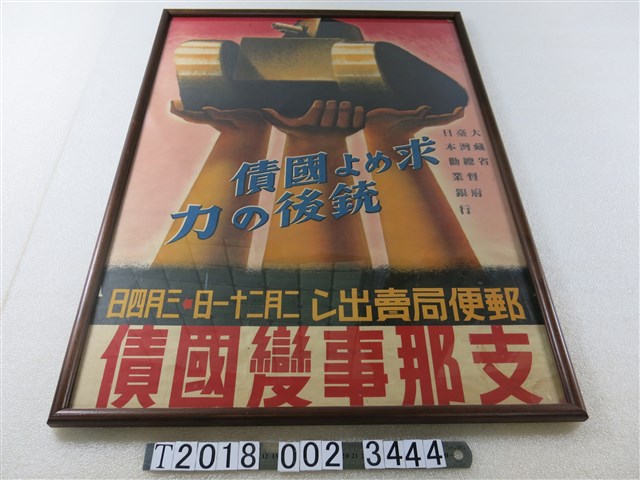 大藏省
臺灣總督府
日本勸業銀行
求めよ國債
銃後の力
郵便局賣出し 二月二十一日 三月四日
支那事變國債
T2018 002 3444